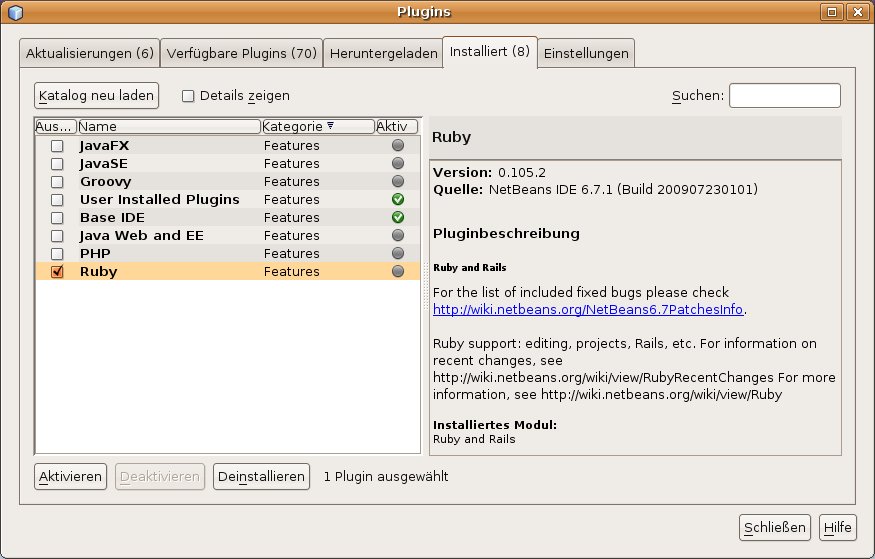 Plugins
Aktualisierungen (6) Verfügbare Plugins (70) Heruntergeladen Installiert (8) Einstellungen
Katalog neu laden Details zeigen Suchen:
Aus... Name Kategorie Aktiv
JavaFX Features
JavaSE Features
Groovy Features
User Installed Plugins Features
Base IDE Features
Java Web and EE Features
PHP Features
Ruby Features
Ruby
Version: 0.105.2
Quelle: NetBeans IDE 6.7.1 (Build 200907230101)
Pluginbeschreibung
Ruby and Rails
For the list of included fixed bugs please check
http://wiki.netbeans.org/NetBeans6.7PatchesInfo.
Ruby support: editing, projects, Rails, etc. For information on
recent changes, see
http://wiki.netbeans.org/wiki/view/RubyRecentChanges For more
information, see http://wiki.netbeans.org/wiki/view/Ruby
Installiertes Modul:
Ruby and Rails
Aktivieren Deaktivieren Deinstallieren 1 Plugin ausgewählt
Schließen Hilfe